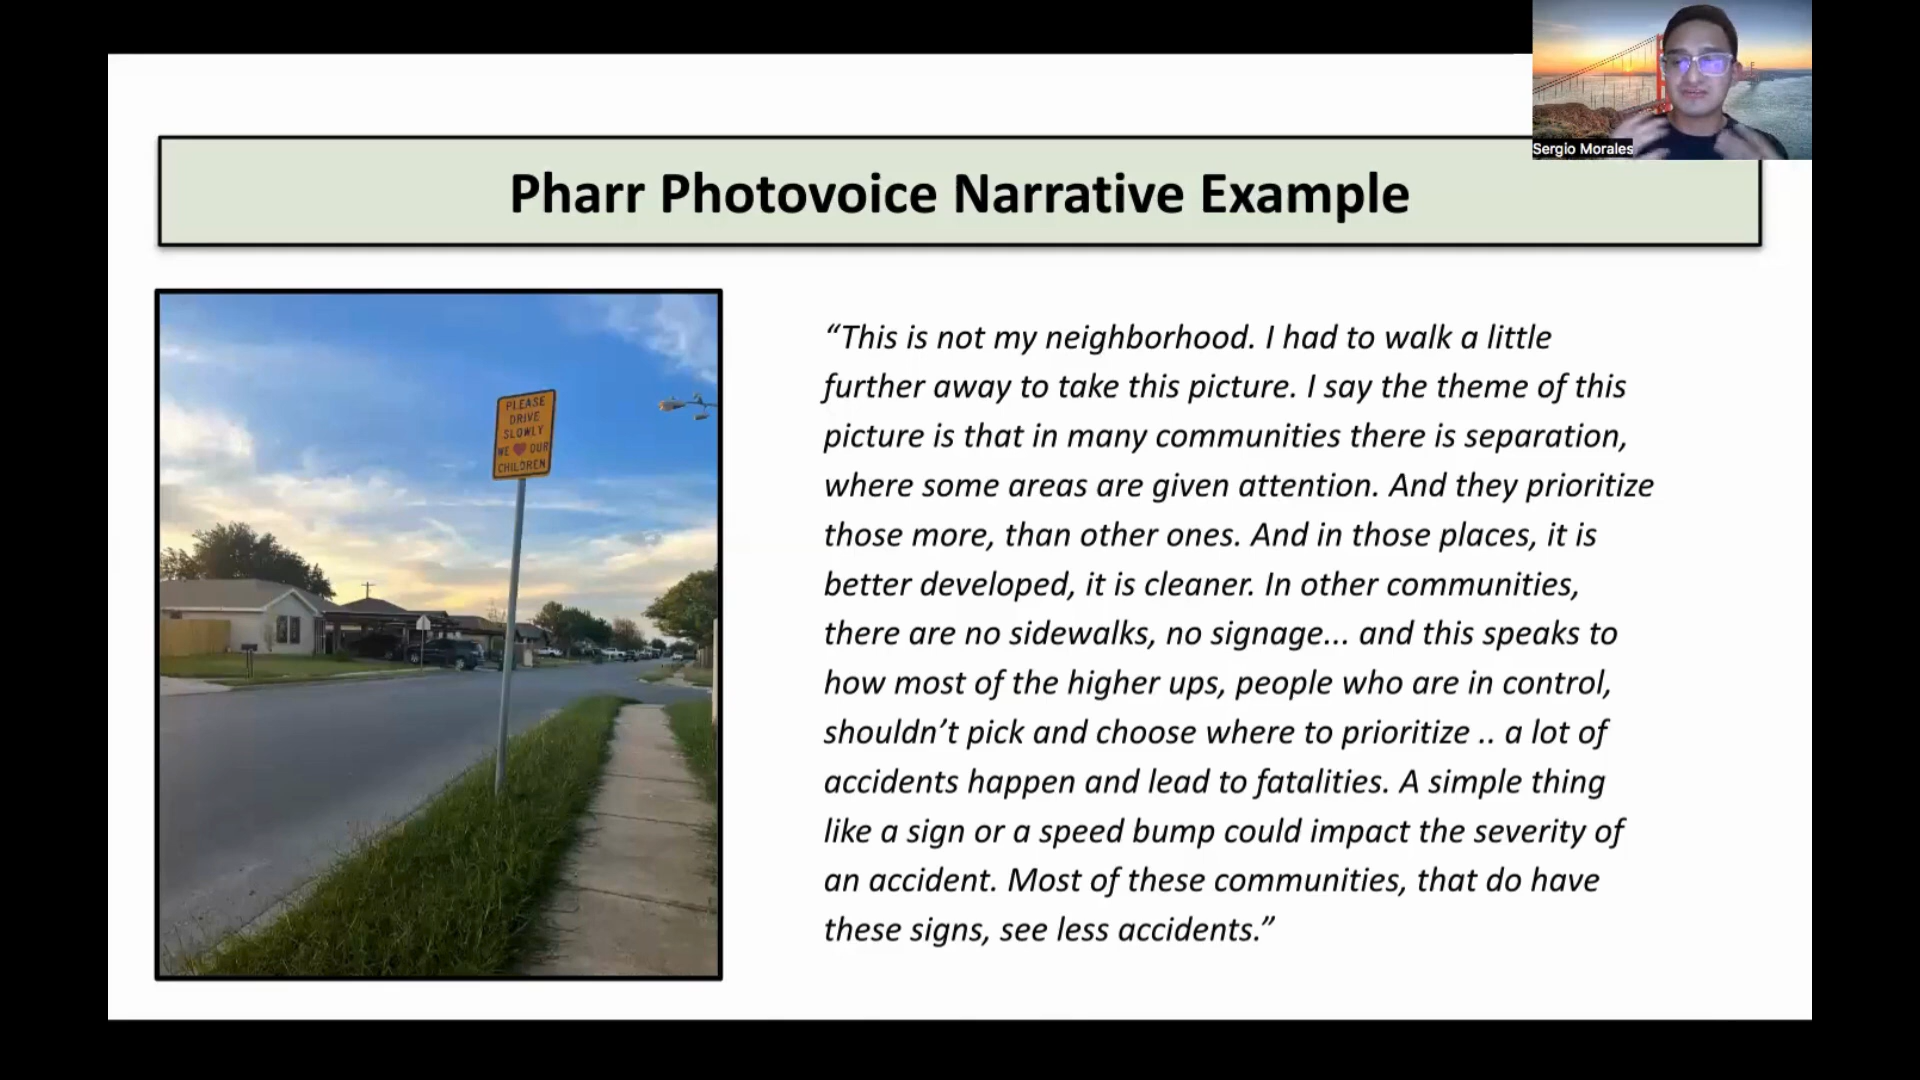 Sergio Morales
Pharr Photovoice Narrative Example
PLEASE
DRIVE
SLOWLY
WE ❤ OUR
CHILDREN
“This is not my neighborhood. I had to walk a little
further away to take this picture. I say the theme of this
picture is that in many communities there is separation,
where some areas are given attention. And they prioritize
those more, than other ones. And in those places, it is
better developed, it is cleaner. In other communities,
there are no sidewalks, no signage... and this speaks to
how most of the higher ups, people who are in control,
shouldn’t pick and choose where to prioritize .. a lot of
accidents happen and lead to fatalities. A simple thing
like a sign or a speed bump could impact the severity of
an accident. Most of these communities, that do have
these signs, see less accidents.”